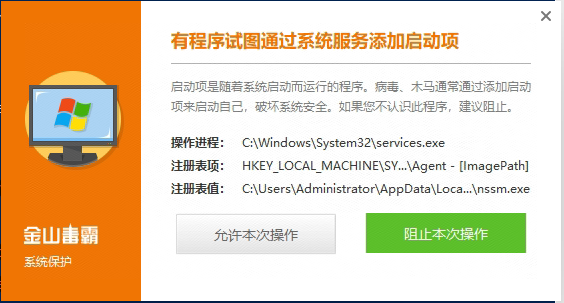 有程序试图通过系统服务添加启动项
启动项是随着系统启动而运行的程序。病毒、木马通常通过添加启动
项来启动自己，破坏系统安全。如果您不认识此程序，建议阻止。
操作进程： C:\Windows\System32\services.exe
注册表项： HKEY_LOCAL_MACHINE\SY...\Agent - [ImagePath]
注册表值： C:\Users\Administrator\AppData\Loca...\nssm.exe
允许本次操作 阻止本次操作
金山毒霸
系统保护